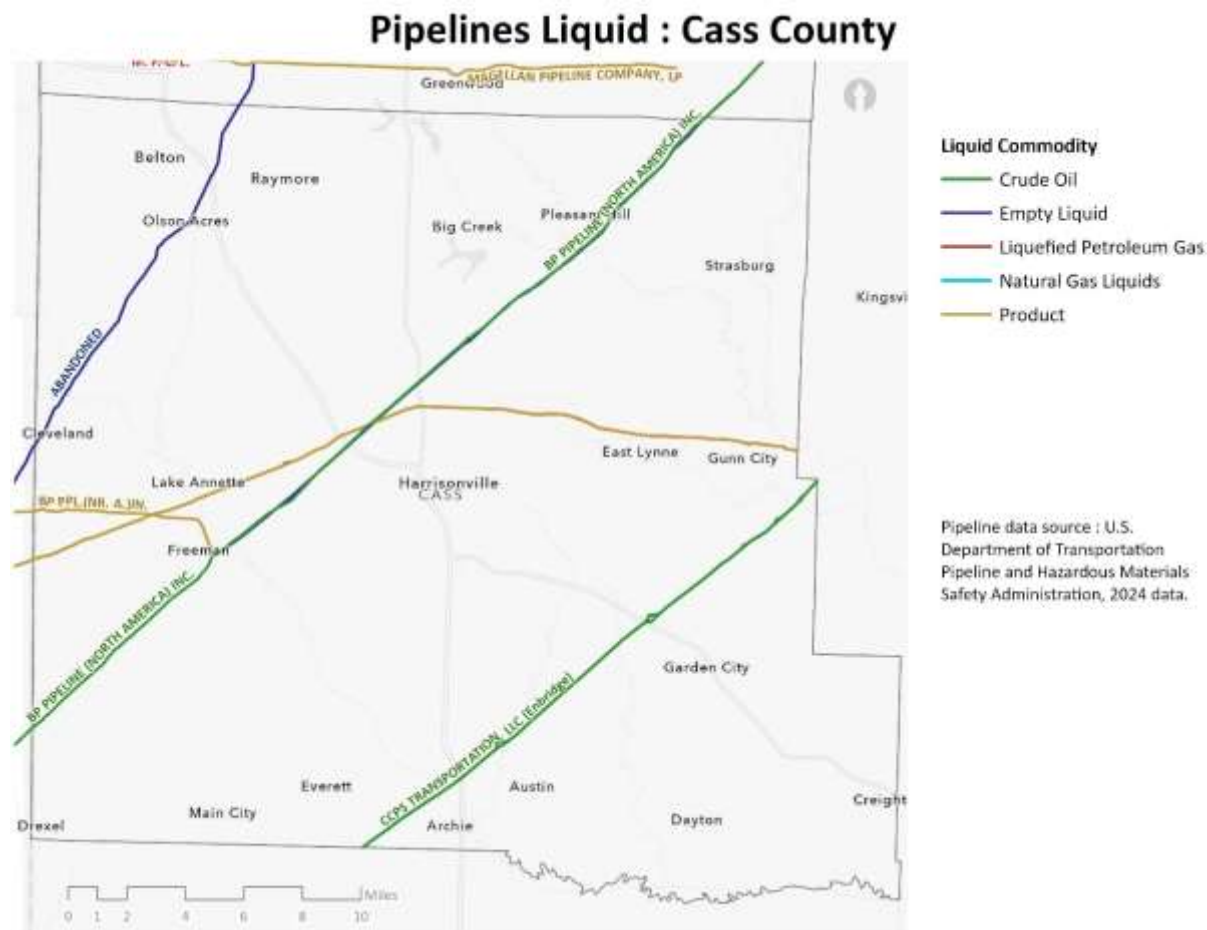 Pipelines Liquid : Cass County
MAGELLAN PIPELINE COMPANY, LP
Greenwood
BP PIPELINE (NORTH AMERICA) INC.
Belton
Raymore
Olson Acres
Big Creek
Pleasant Hill
Strasburg
Kingsvi
ABANDONED
Cleveland
East Lynne
Gunn City
Lake Annette
Harrisonville
CASS
BP PPL (NR. A.)IN.
Freeman
BP PIPELINE (NORTH AMERICA) INC.
Garden City
CCPS TRANSPORTATION, LLC (Enbridge)
Everett
Austin
Main City
Creight
Drexel
Archie
Dayton
Miles
0 1 2 4 6 8 10
Liquid Commodity
Crude Oil
Empty Liquid
Liquefied Petroleum Gas
Natural Gas Liquids
Product
Pipeline data source : U.S.
Department of Transportation
Pipeline and Hazardous Materials
Safety Administration, 2024 data.